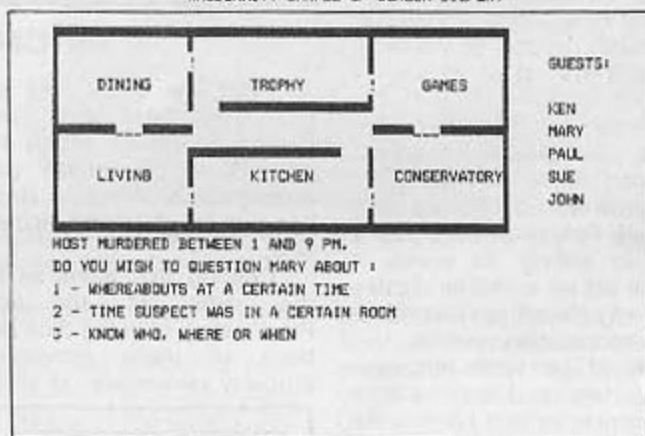 DINING TROPHY GAMES
GUESTS:
KEN
MARY
PAUL
SUE
JOHN
LIVING KITCHEN CONSERVATORY
HOST MURDERED BETWEEN 1 AND 9 PM.
DO YOU WISH TO QUESTION MARY ABOUT :
1 - WHEREABOUTS AT A CERTAIN TIME
2 - TIME SUSPECT WAS IN A CERTAIN ROOM
3 - KNOW WHO, WHERE OR WHEN